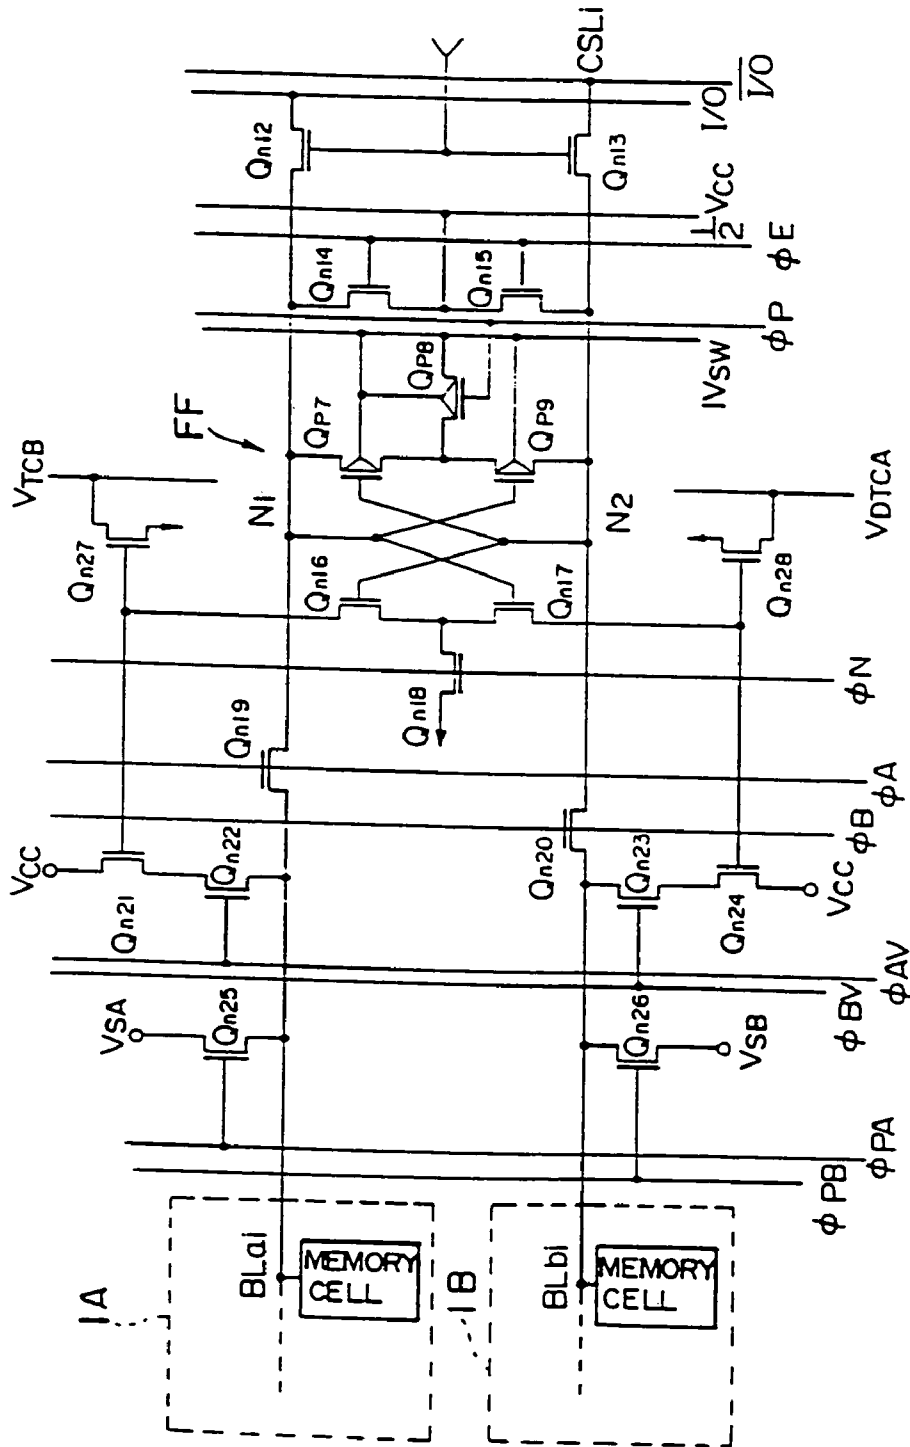 1A
BLai
MEMORY
CELL
1B
BLbi
MEMORY
CELL
φPB
φPA
VSA
Qn25
Qn26
VSB
φBV
φAV
VCC
Qn21
Qn22
Qn20
Qn23
Qn24
VCC
φB
φA
Qn19
Qn18
φN
Qn27
VTCB
Qn16
Qn17
Qn28
VDTCA
N1
N2
FF
QP7
QP8
QP9
IVSW
φP
Qn14
Qn15
φE
1/2 VCC
Qn12
Qn13
I/O
I/O
CSLi